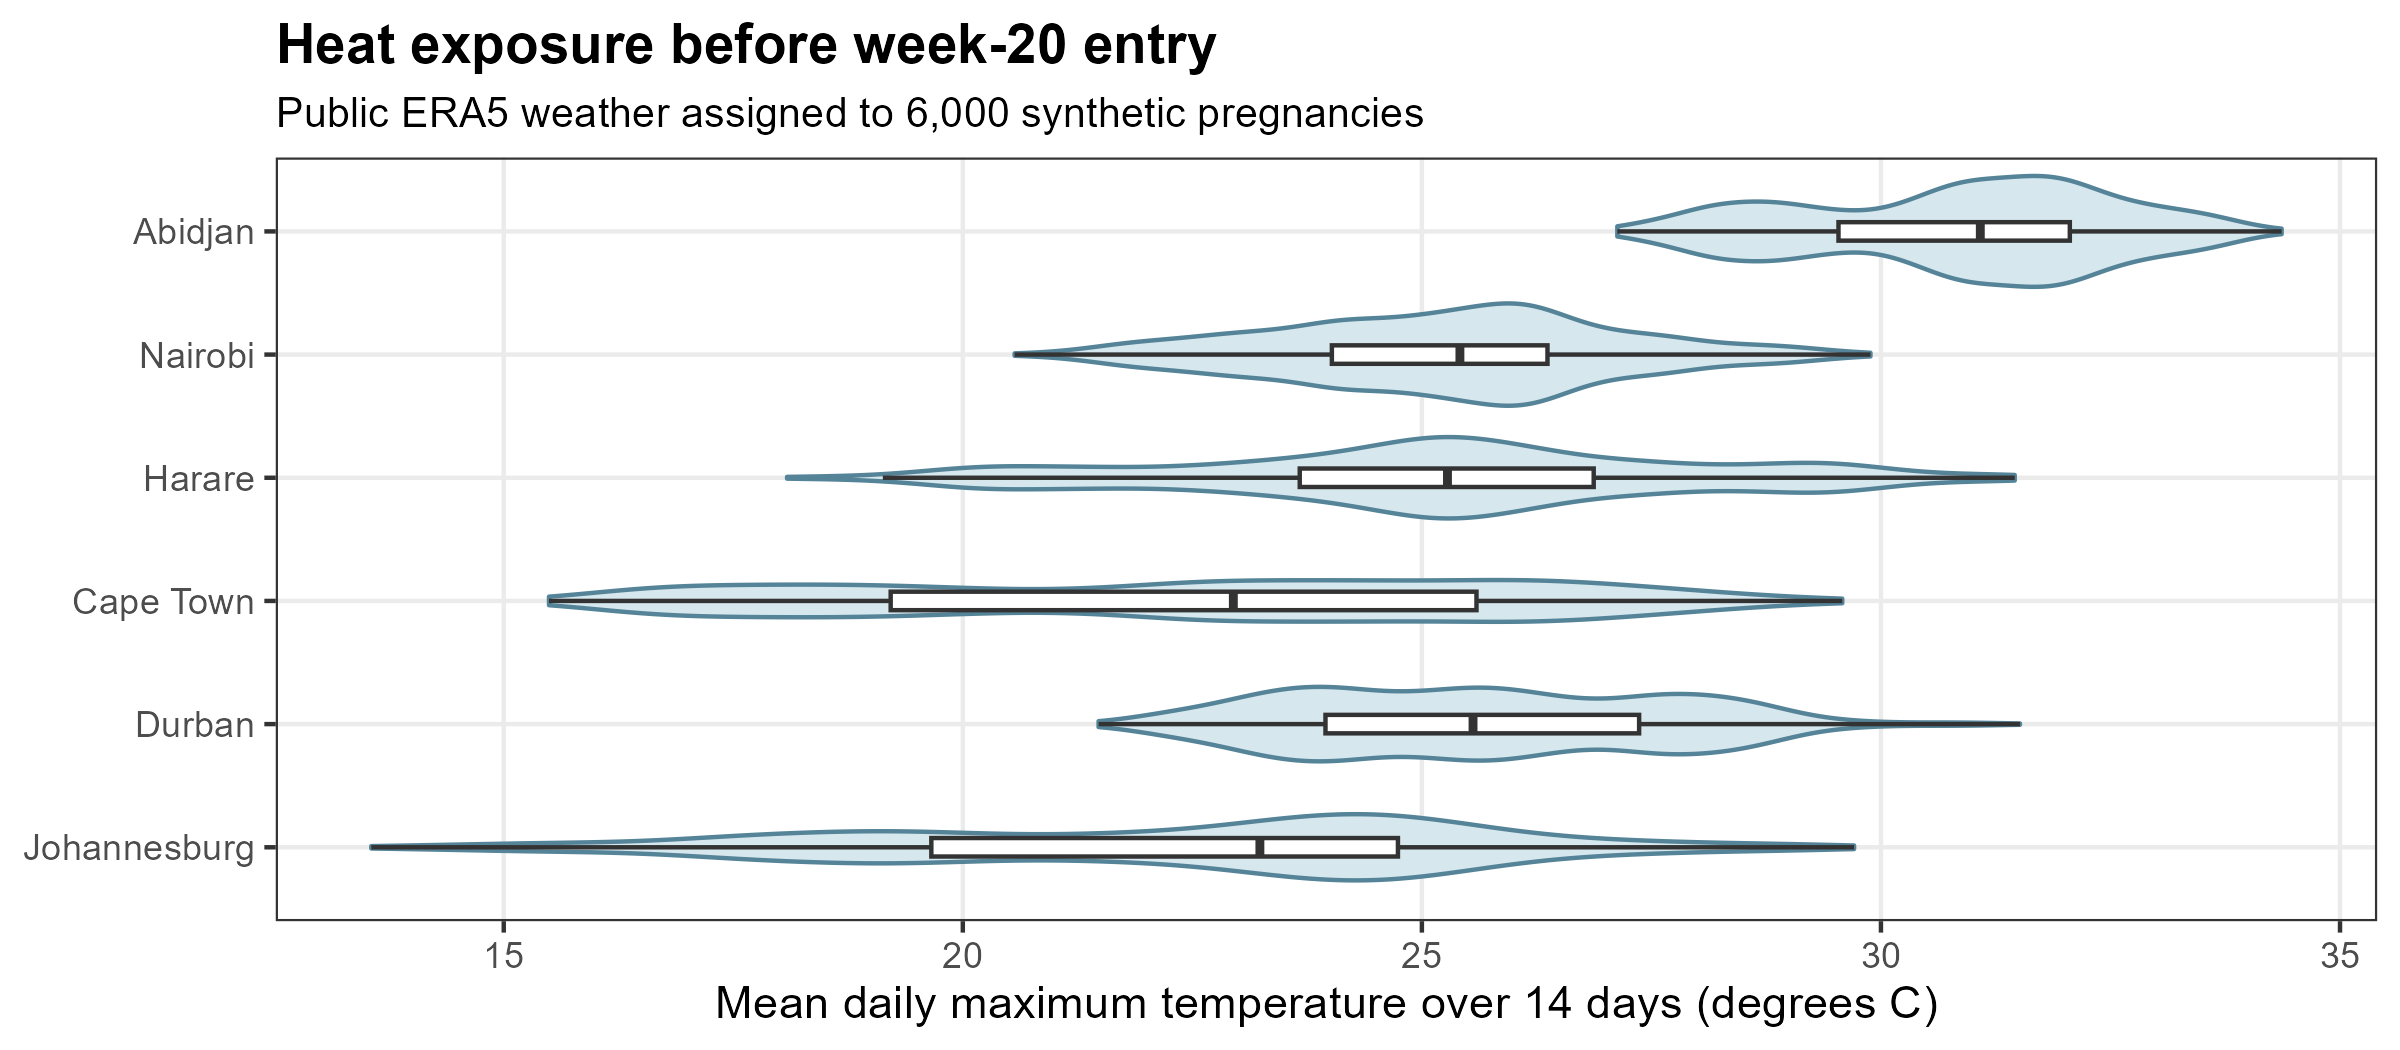 Heat exposure before week-20 entry
Public ERA5 weather assigned to 6,000 synthetic pregnancies
Abidjan
Nairobi
Harare
Cape Town
Durban
Johannesburg
15 20 25 30 35
Mean daily maximum temperature over 14 days (degrees C)